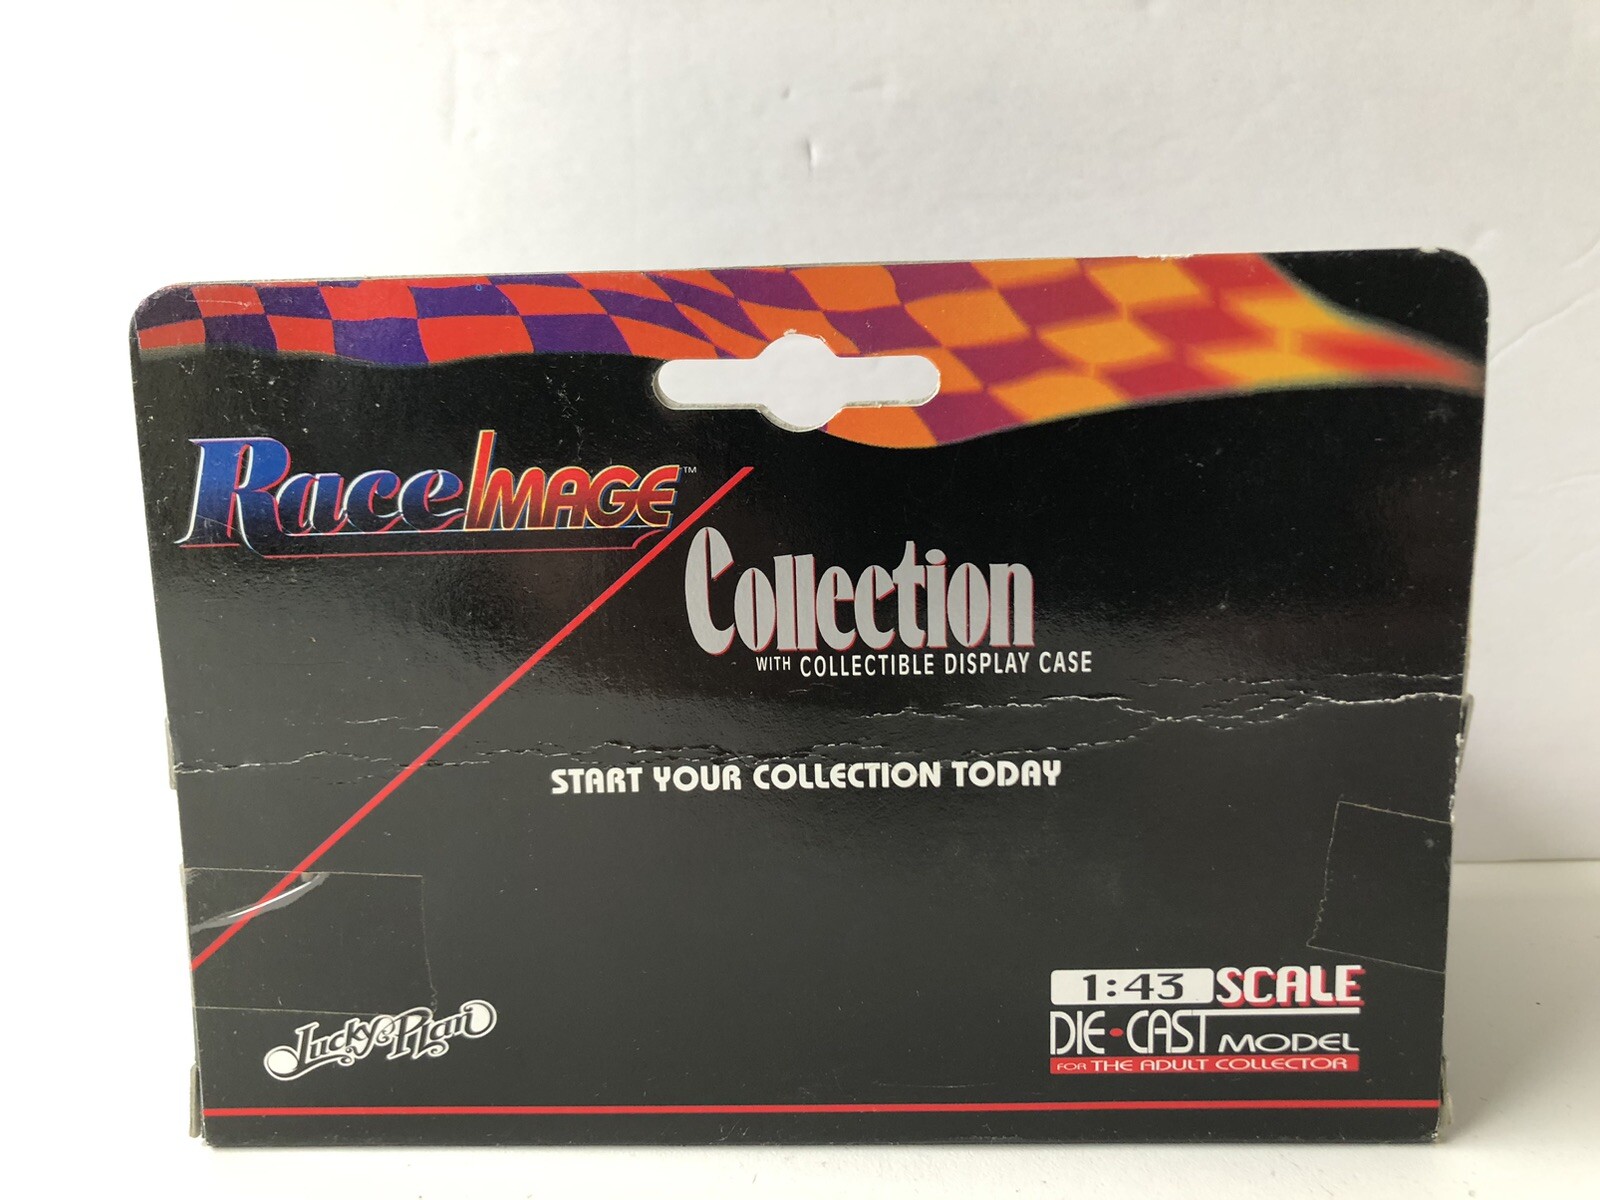 RaceImage™
Collection
WITH COLLECTIBLE DISPLAY CASE
START YOUR COLLECTION TODAY
Lucky Plan
1:43 SCALE
DIE•CAST MODEL
FOR THE ADULT COLLECTOR